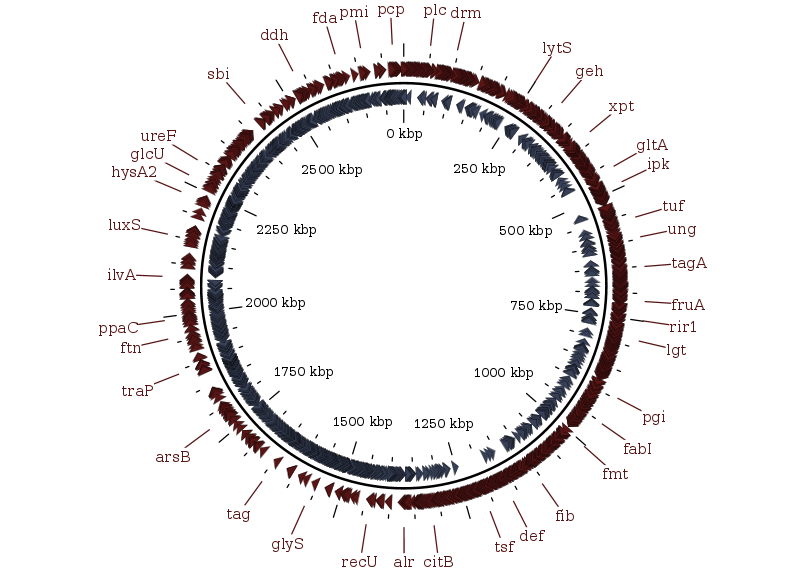 pcp
plc
drm
lytS
geh
xpt
gltA
ipk
tuf
ung
tagA
fruA
rir1
lgt
pgi
fabI
fmt
fib
def
tsf
citB
alr
recU
glyS
tag
arsB
traP
ftn
ppaC
ilvA
luxS
hysA2
glcU
ureF
sbi
ddh
fda
pmi
0 kbp
250 kbp
500 kbp
750 kbp
1000 kbp
1250 kbp
1500 kbp
1750 kbp
2000 kbp
2250 kbp
2500 kbp